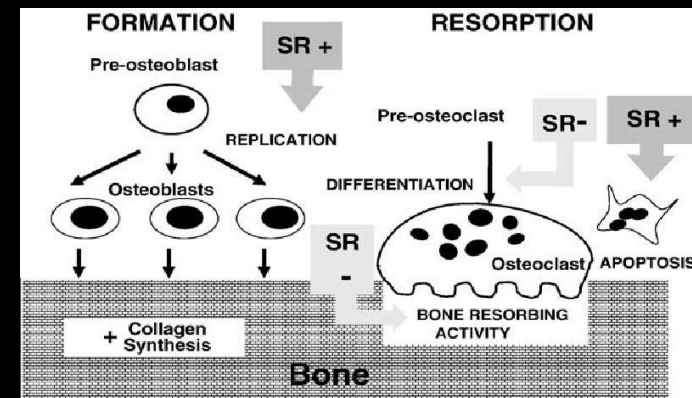 FORMATION
RESORPTION
SR +
Pre-osteoblast
Pre-osteoclast
SR-
SR +
REPLICATION
DIFFERENTIATION
Osteoblasts
SR
-
Osteoclast
APOPTOSIS
BONE RESORBING
ACTIVITY
+ Collagen
Synthesis
Bone